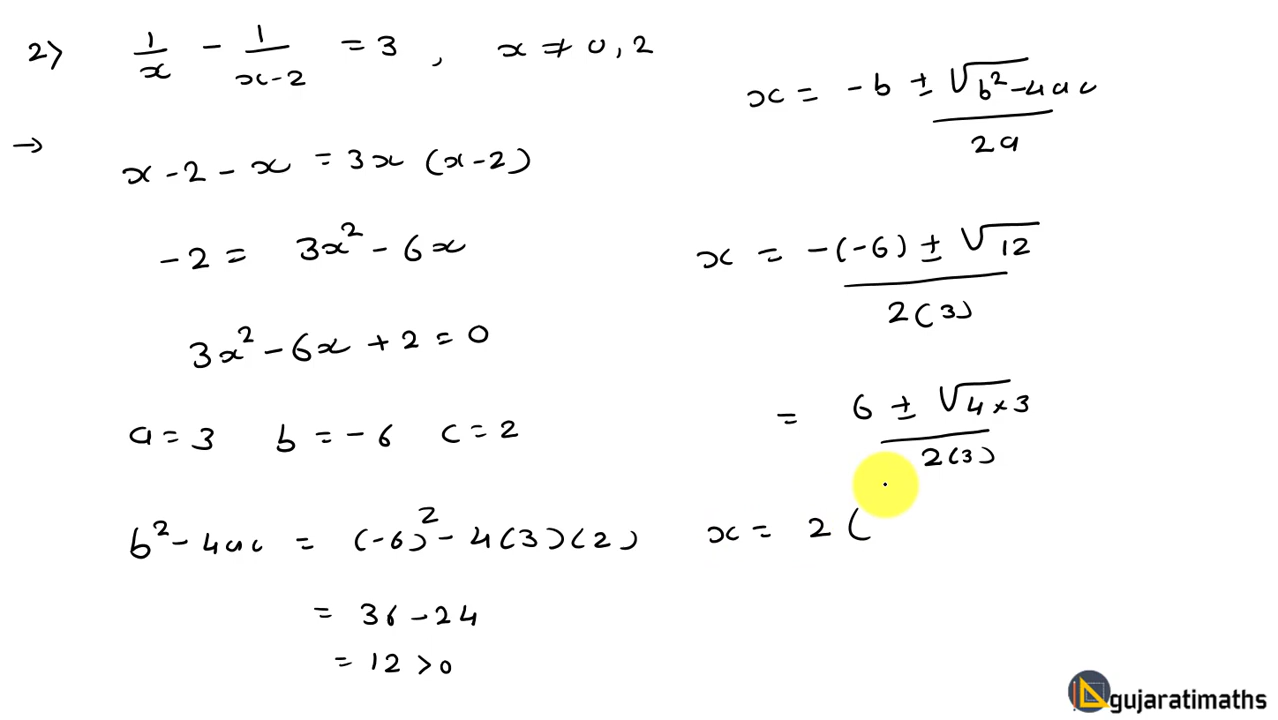 2) 1/x - 1/(x-2) = 3 , x ≠ 0, 2
→ x - 2 - x = 3x (x-2)
-2 = 3x² - 6x
3x² - 6x + 2 = 0
a = 3 b = -6 c = 2
b² - 4ac = (-6)² - 4(3)(2)
= 36 - 24
= 12 > 0
x = -b ± √b² - 4ac / 2a
x = -(-6) ± √12 / 2(3)
= 6 ± √4×3 / 2(3)
x = 2 (
gujaratimaths